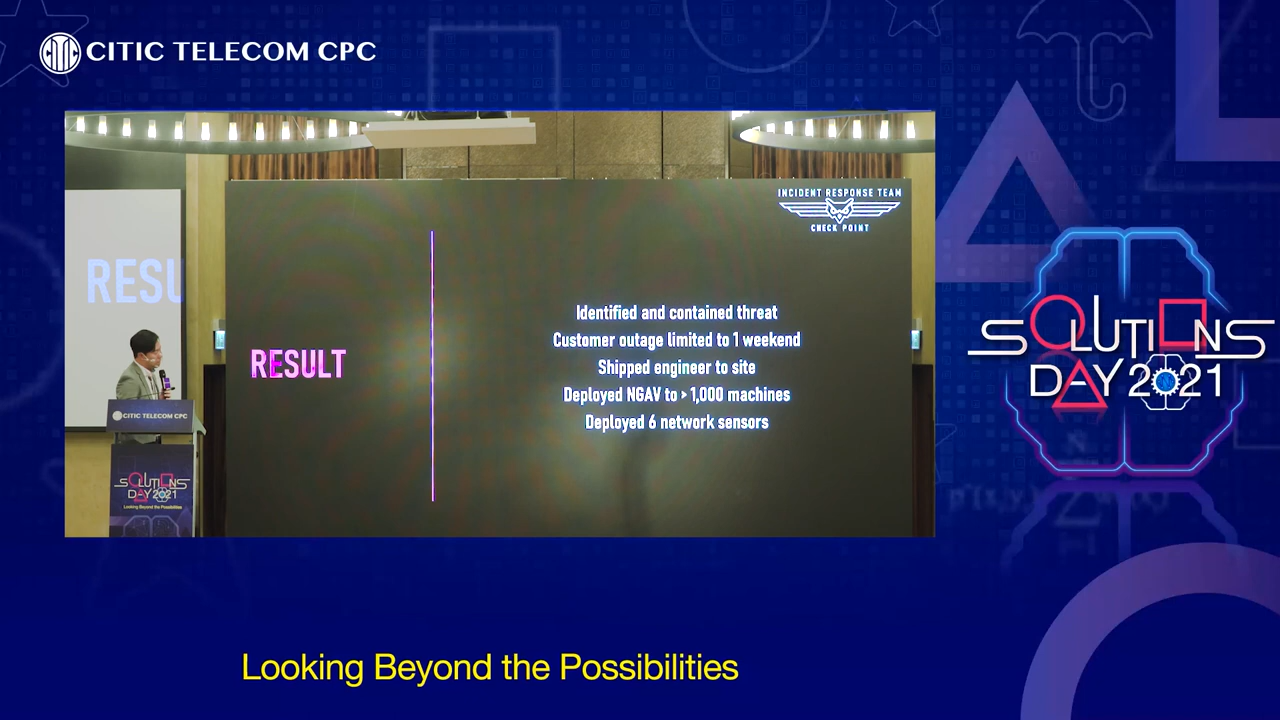 CITIC TELECOM CPC
INCIDENT RESPONSE TEAM
CHECK POINT
RESU
RESULT
Identified and contained threat
Customer outage limited to 1 weekend
Shipped engineer to site
Deployed NGAV to > 1,000 machines
Deployed 6 network sensors
CITIC TELECOM CPC
SOLUTIONS
DAY 2021
Looking Beyond the Possibilities
SOLUTIONS
DAY 2021
Looking Beyond the Possibilities